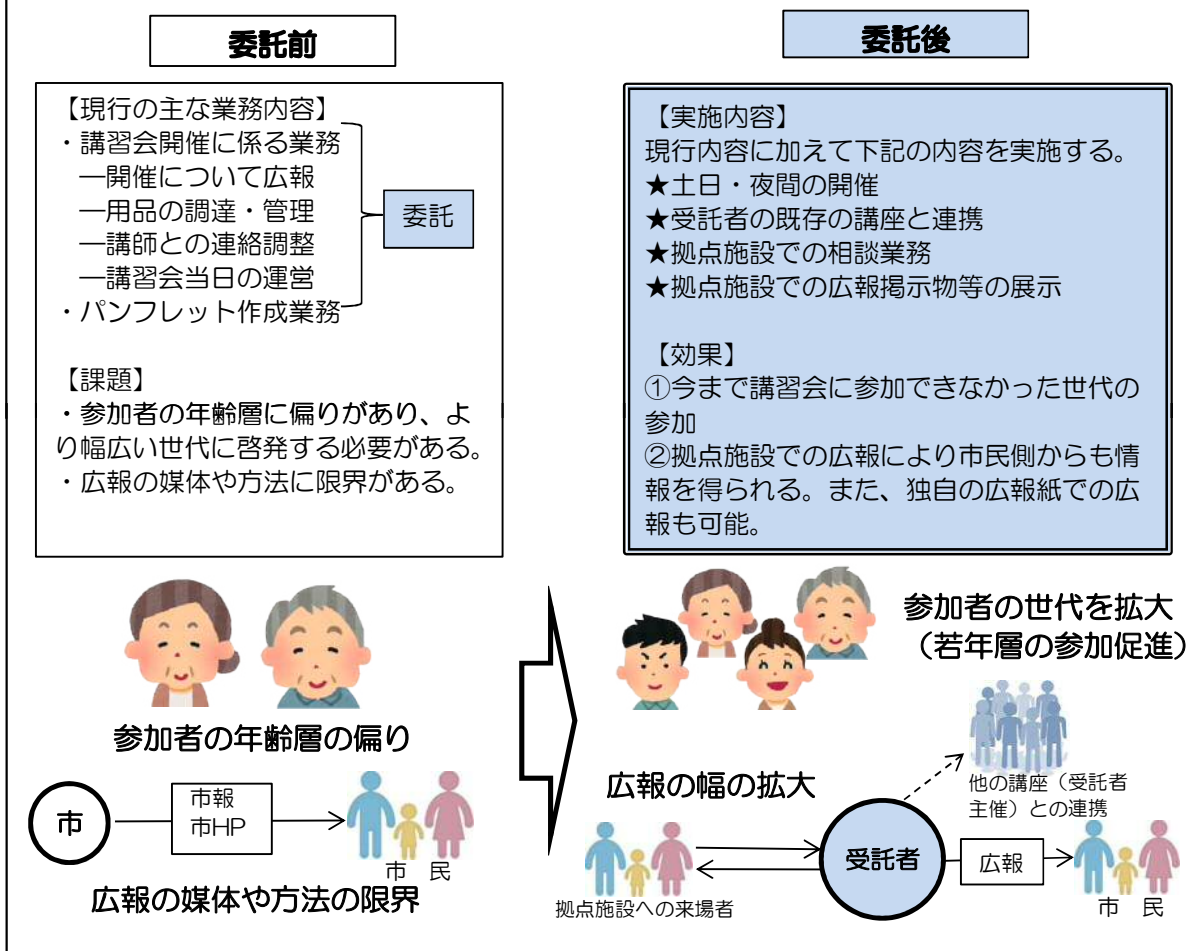 委託前
【現行の主な業務内容】
・講習会開催に係る業務
―開催について広報
―用品の調達・管理
―講師との連絡調整
―講習会当日の運営
・パンフレット作成業務
委託
【課題】
・参加者の年齢層に偏りがあり、よ
り幅広い世代に啓発する必要がある。
・広報の媒体や方法に限界がある。
参加者の年齢層の偏り
市
市報
市HP
市 民
広報の媒体や方法の限界
委託後
【実施内容】
現行内容に加えて下記の内容を実施する。
★土日・夜間の開催
★受託者の既存の講座と連携
★拠点施設での相談業務
★拠点施設での広報掲示物等の展示
【効果】
①今まで講習会に参加できなかった世代の
参加
②拠点施設での広報により市民側からも情
報を得られる。また、独自の広報紙での広
報も可能。
参加者の世代を拡大
（若年層の参加促進）
広報の幅の拡大
他の講座（受託者
主催）との連携
受託者
広報
拠点施設への来場者
市 民